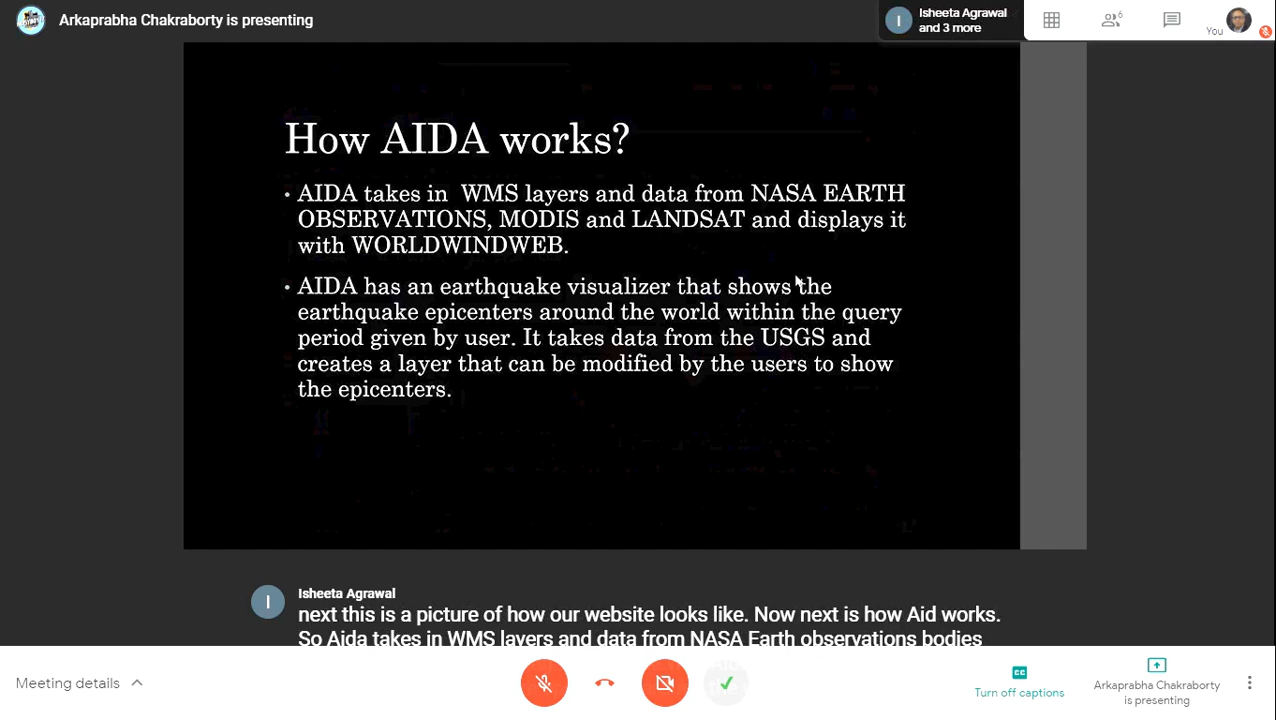 Arkaprabha Chakraborty is presenting
Isheeta Agrawal
and 3 more
6
You
How AIDA works?
• AIDA takes in WMS layers and data from NASA EARTH
OBSERVATIONS, MODIS and LANDSAT and displays it
with WORLDWINDWEB.
• AIDA has an earthquake visualizer that shows the
earthquake epicenters around the world within the query
period given by user. It takes data from the USGS and
creates a layer that can be modified by the users to show
the epicenters.
I
Isheeta Agrawal
next this is a picture of how our website looks like. Now next is how Aid works.
So Aida takes in WMS layers and data from NASA Earth observations bodies
Meeting details
CC
Turn off captions
Arkaprabha Chakraborty
is presenting